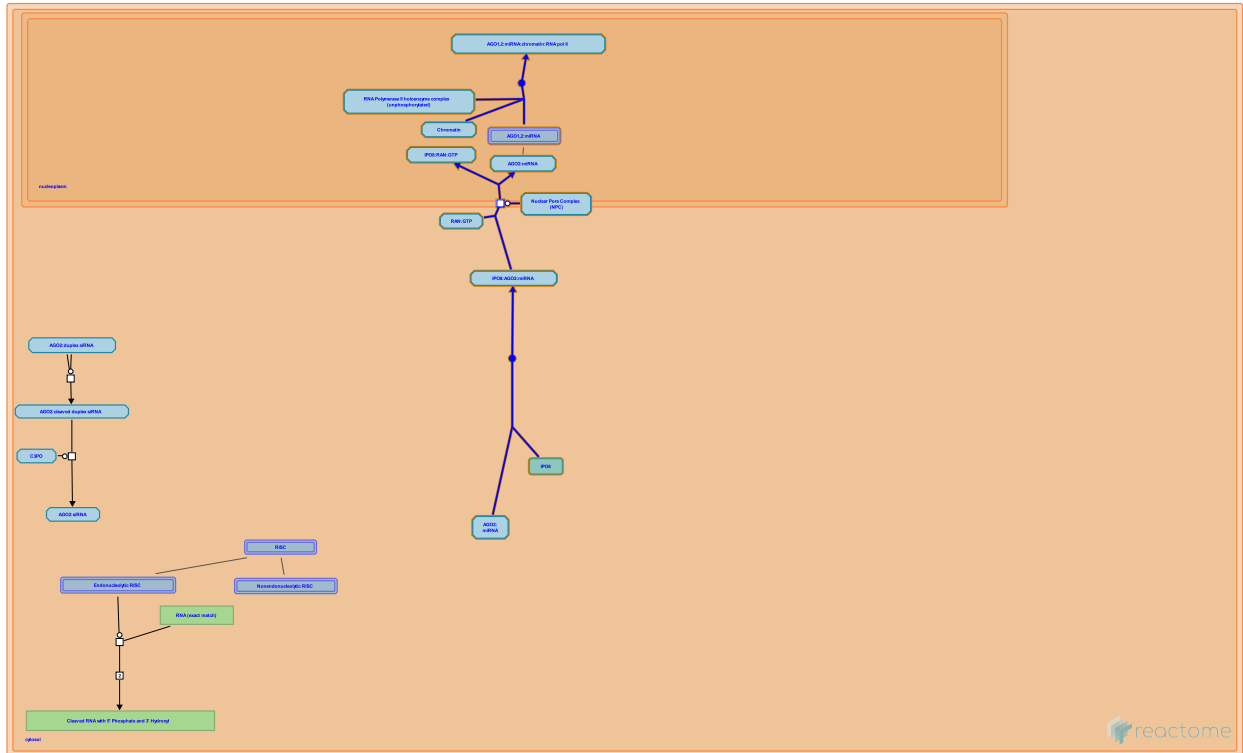 AGO1,2:miRNA:chromatin:RNA pol II
RNA Polymerase II holoenzyme complex
(unphosphorylated)
Chromatin
AGO1,2:miRNA
IPO8:RAN:GTP
AGO2:miRNA
nucleoplasm
Nuclear Pore Complex
(NPC)
RAN:GTP
IPO8:AGO2:miRNA
AGO2:duplex siRNA
AGO2:cleaved duplex siRNA
C3PO
IPO8
AGO2:siRNA
AGO2:
miRNA
RISC
Endonucleolytic RISC
Nonendonucleolytic RISC
RNA (exact match)
2
Cleaved RNA with 5' Phosphate and 3' Hydroxyl
cytosol
reactome